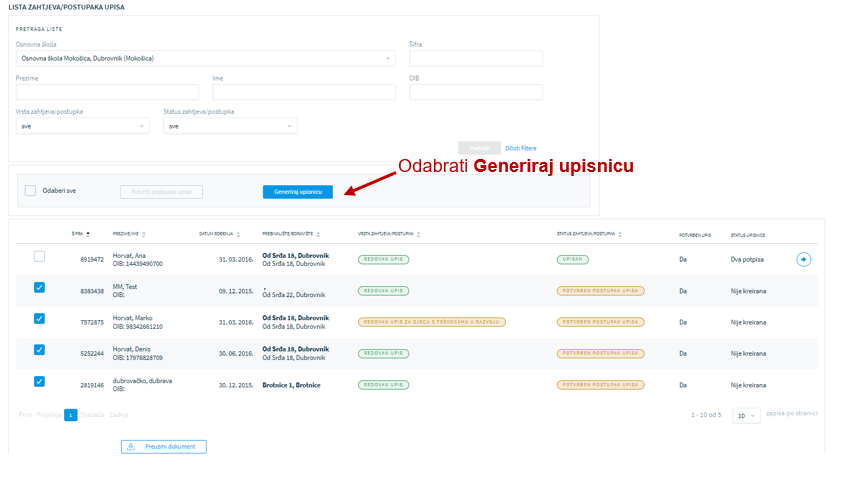 LISTA ZAHTJEVA/POSTUPAKA UPISA
PRETRAGA LISTE
Osnovna škola
Šifra
Osnovna škola Mokošica, Dubrovnik (Mokošica)
Prezime
Ime
OIB
Vrsta zahtjeva/postupka
Status zahtjeva/postupka
sve
sve
Pretraži
Očisti filtere
Odabrati Generiraj upisnicu
Odaberi sve
Potvrdi postupak upisa
Generiraj upisnicu
ŠIFRA
PREZIME/IME
DATUM ROĐENJA
PREBIVALIŠTE/BORAVIŠTE
VRSTA ZAHTJEVA/POSTUPKA
STATUS ZAHTJEVA/POSTUPKA
POTVRĐEN UPIS
STATUS UPISNICE
8919472
Horvat, Ana
OIB: 14439490700
31. 03. 2016.
Od Srđa 18, Dubrovnik
Od Srđa 18, Dubrovnik
REDOVAN UPIS
UPISAN
Da
Dva potpisa
8383438
MM, Test
OIB:
09. 12. 2015.
,
Od Srđa 22, Dubrovnik
REDOVAN UPIS
POTVRĐEN POSTUPAK UPISA
Da
Nije kreirana
7572875
Horvat, Marko
OIB: 98342661210
31. 03. 2016.
Od Srđa 18, Dubrovnik
Od Srđa 18, Dubrovnik
REDOVAN UPIS ZA DJECU S TEŠKOĆAMA U RAZVOJU
POTVRĐEN POSTUPAK UPISA
Da
Nije kreirana
5252244
Horvat, Denis
OIB: 17976828709
30. 06. 2016.
Od Srđa 18, Dubrovnik
Od Srđa 18, Dubrovnik
REDOVAN UPIS
POTVRĐEN POSTUPAK UPISA
Da
Nije kreirana
2819146
dubrovačko, dubrava
OIB:
30. 12. 2015.
Brotnice 1, Brotnice
REDOVAN UPIS
POTVRĐEN POSTUPAK UPISA
Da
Nije kreirana
Prva Prijašnja 1 Sljedeća Zadnja
1 - 10 od 5
10
zapisa po stranici
Preuzmi dokument